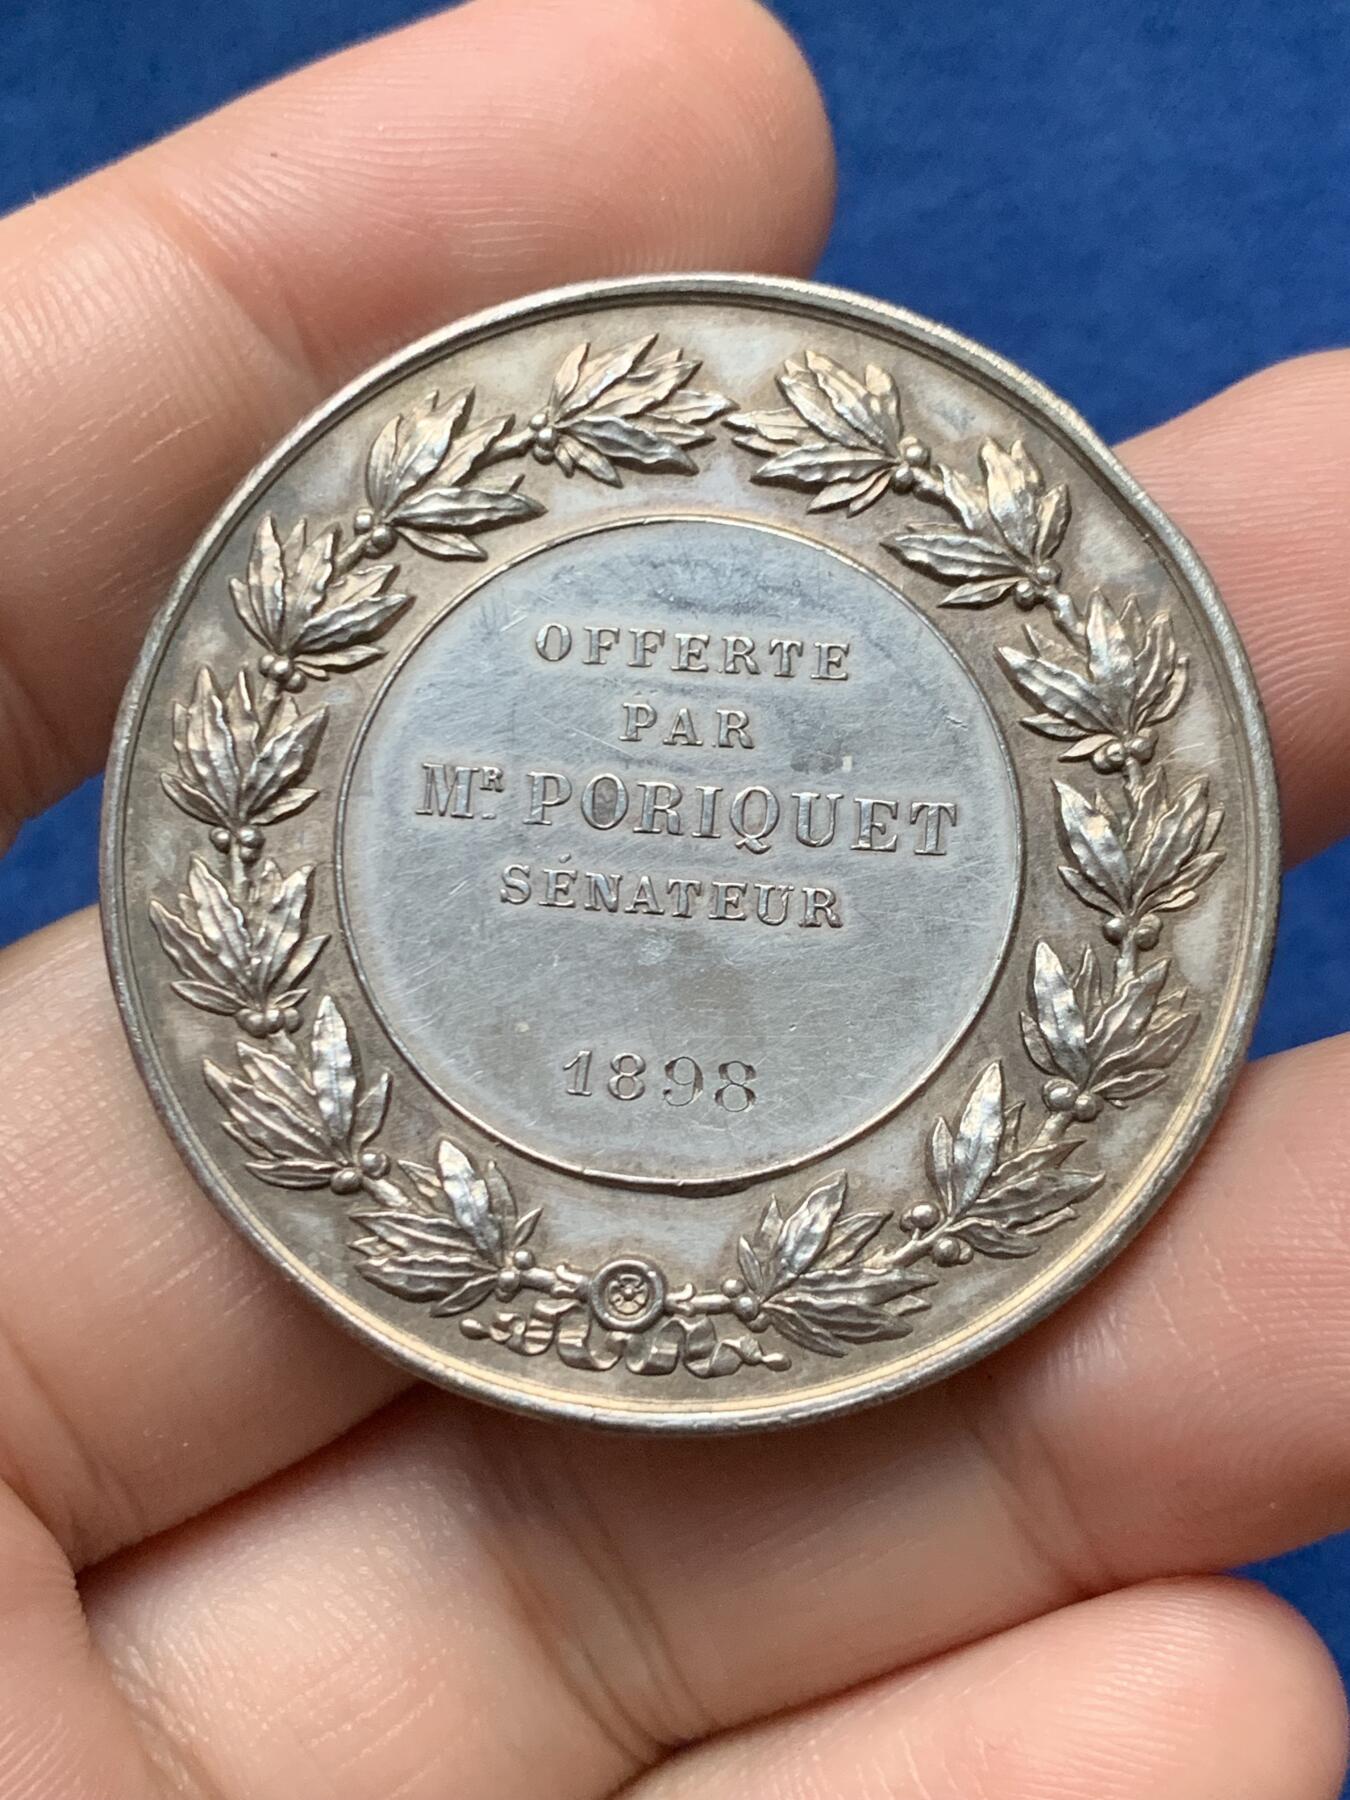 OFFERTE
PAR
MR. PORIQUET
SÉNATEUR
1898